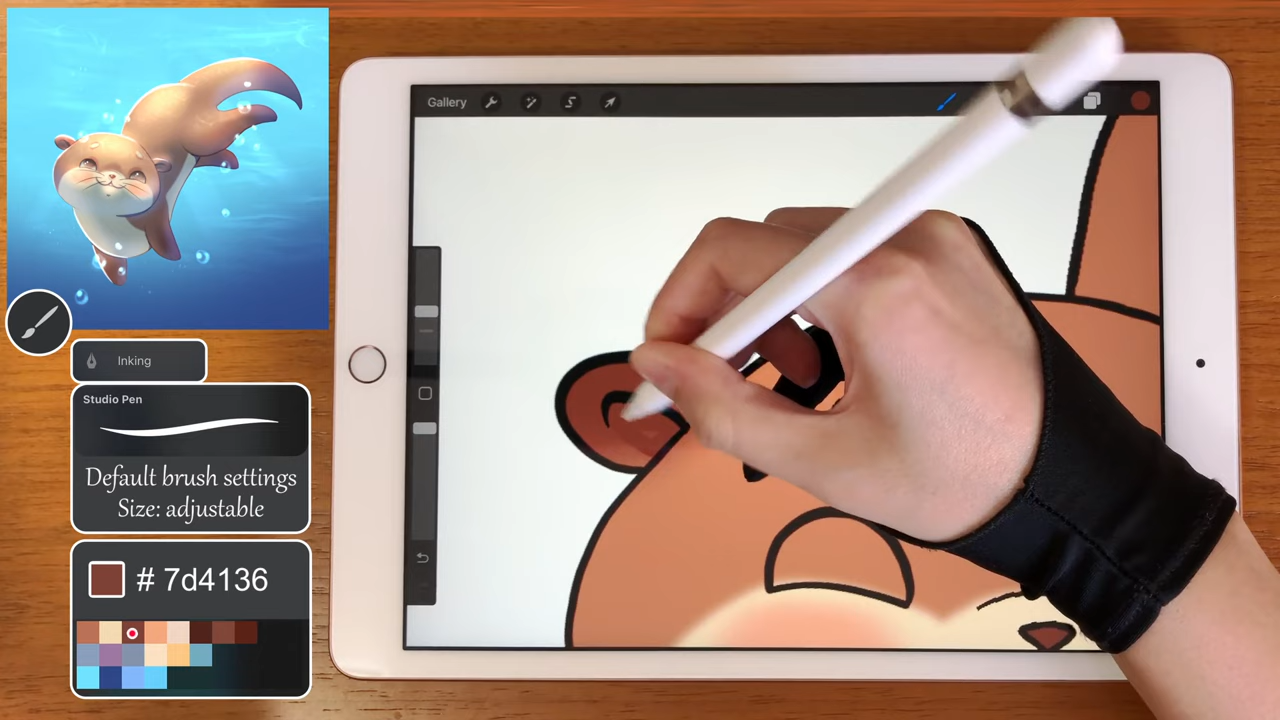 Gallery
Inking
Studio Pen
Default brush settings
Size: adjustable
# 7d4136